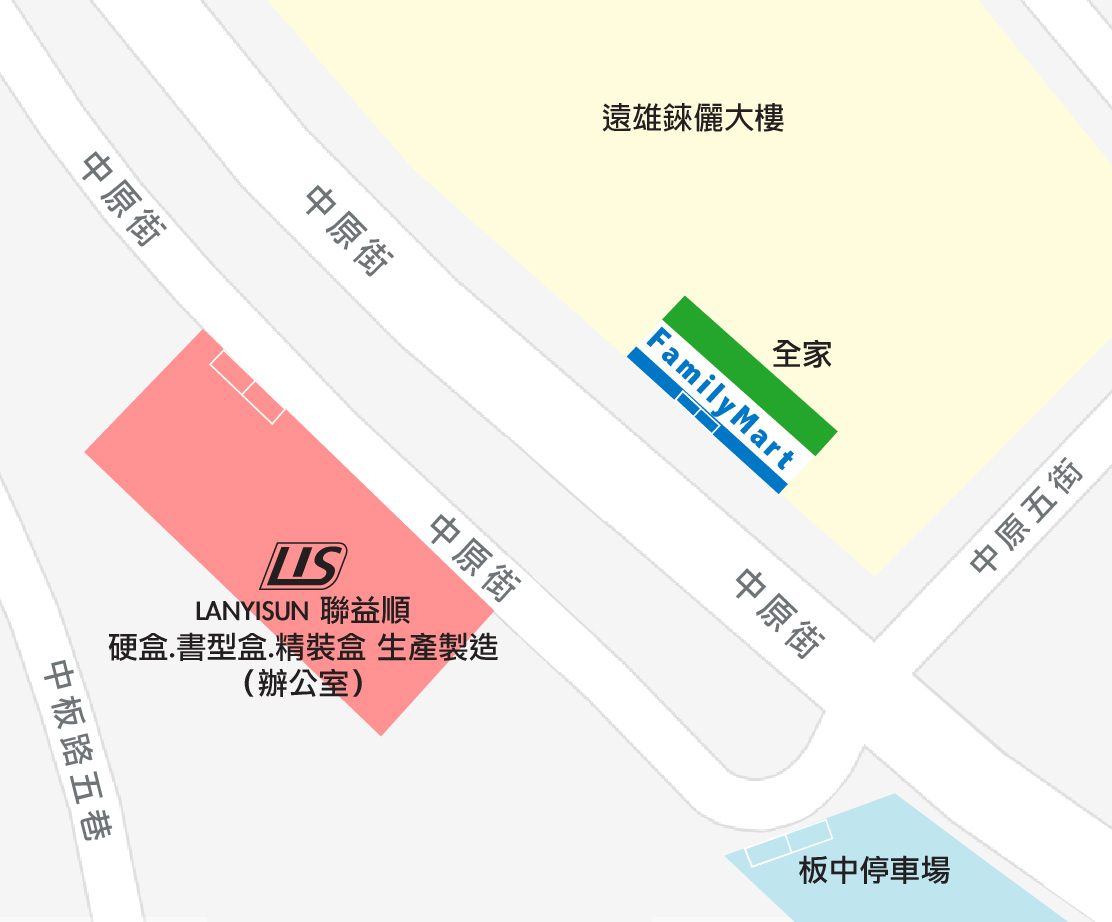 遠雄錸儷大樓
中原街
中原街
FamilyMart
全家
中原街
中原五街
中原街
LIS
LANYISUN 聯益順
硬盒.書型盒.精裝盒 生產製造
（辦公室）
中板路五巷
板中停車場